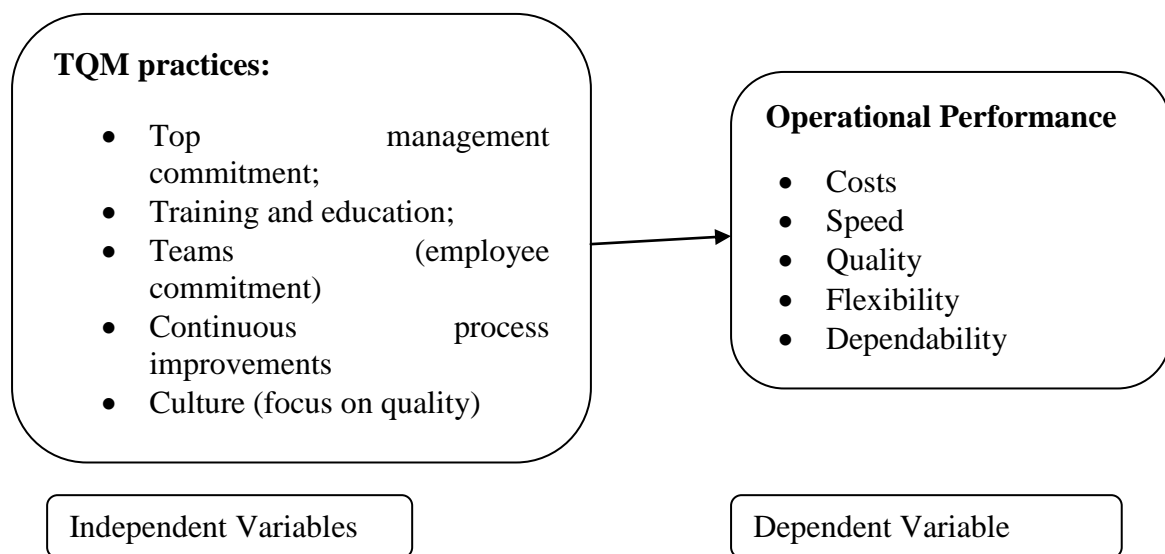 TQM practices:
• Top management
commitment;
• Training and education;
• Teams (employee
commitment)
• Continuous process
improvements
• Culture (focus on quality)
Operational Performance
• Costs
• Speed
• Quality
• Flexibility
• Dependability
Independent Variables
Dependent Variable